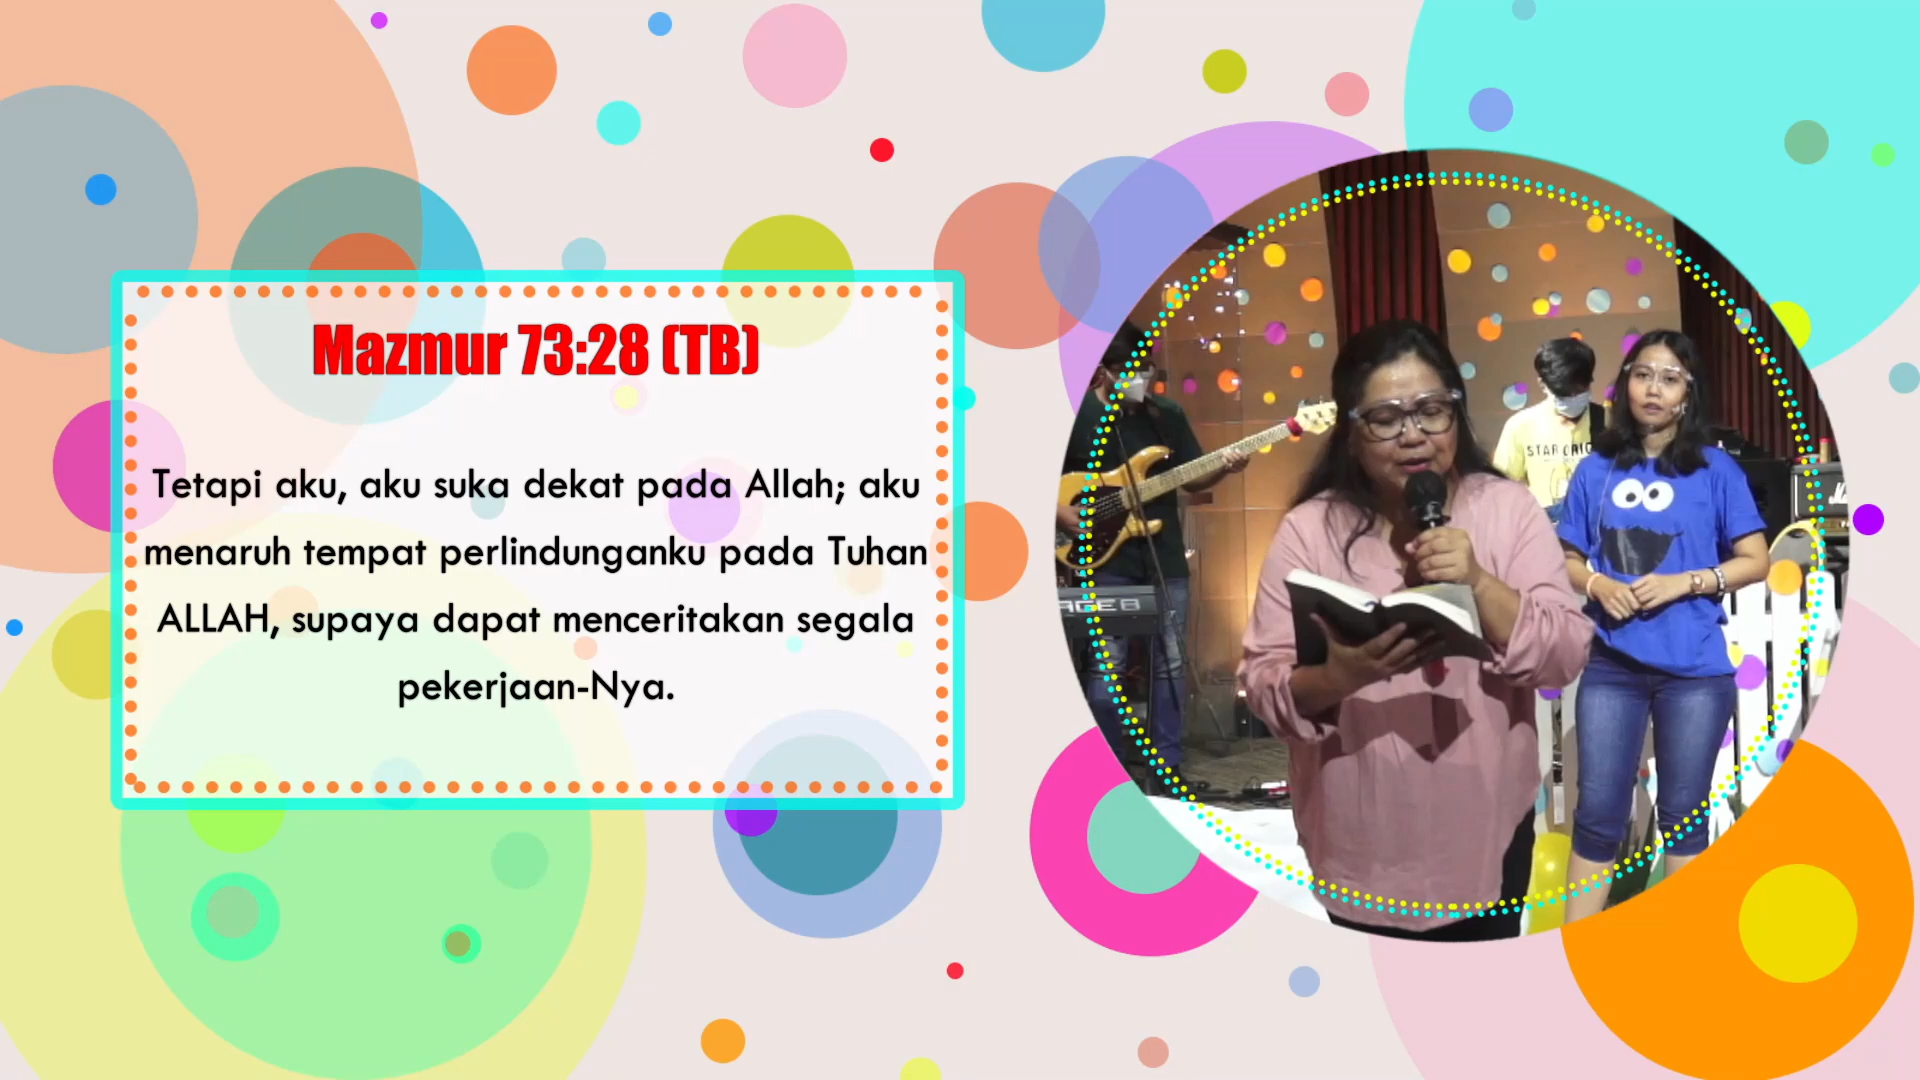 Mazmur 73:28 (TB)
Tetapi aku, aku suka dekat pada Allah; aku
menaruh tempat perlindunganku pada Tuhan
ALLAH, supaya dapat menceritakan segala
pekerjaan-Nya.
STAR